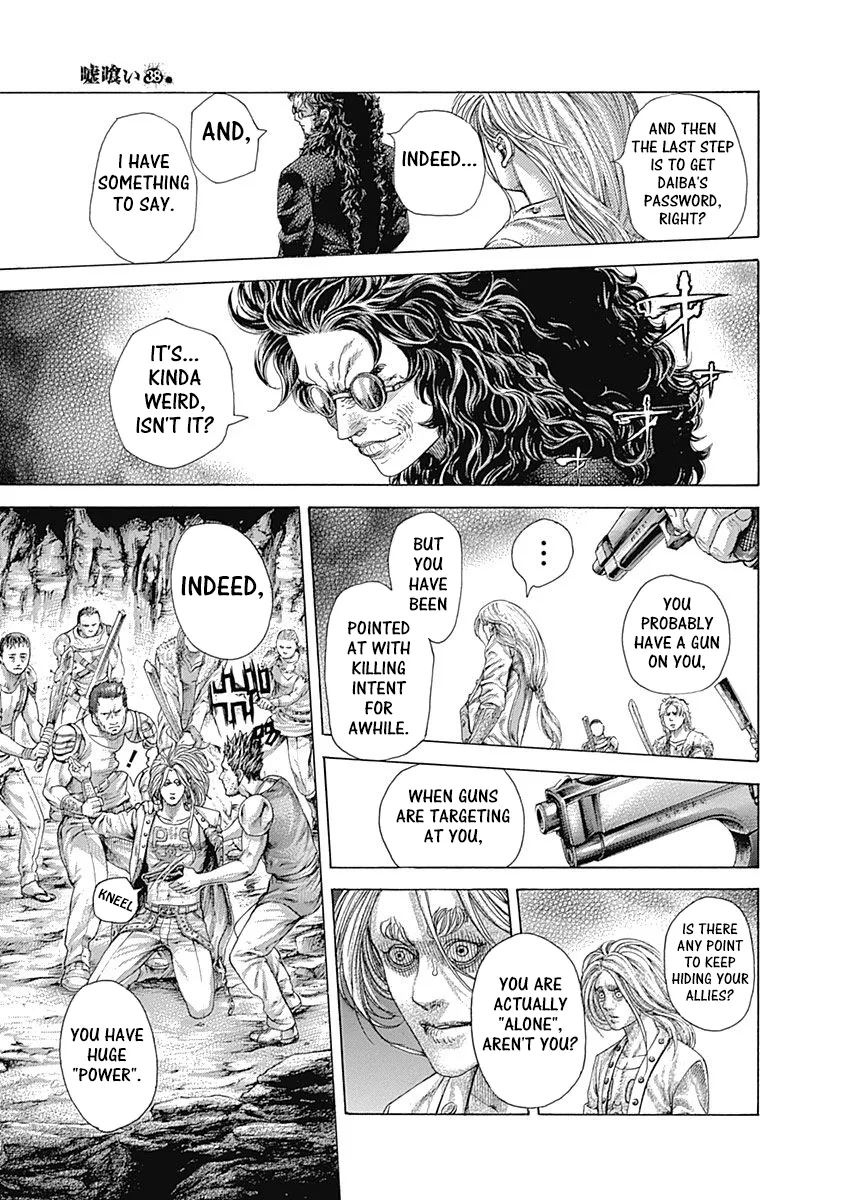 嘘喰い 38。
AND THEN
THE LAST STEP
IS TO GET
DAIBA'S
PASSWORD,
RIGHT?
INDEED...
AND,
I HAVE
SOMETHING
TO SAY.
IT'S...
KINDA
WEIRD,
ISN'T IT?
YOU
PROBABLY
HAVE A GUN
ON YOU,
...
BUT
YOU
HAVE
BEEN
POINTED
AT WITH
KILLING
INTENT
FOR
AWHILE.
WHEN GUNS
ARE TARGETING
AT YOU,
IS THERE
ANY POINT
TO KEEP
HIDING YOUR
ALLIES?
YOU ARE
ACTUALLY
"ALONE",
AREN'T YOU?
INDEED,
!
KNEEL
YOU HAVE
HUGE
"POWER".